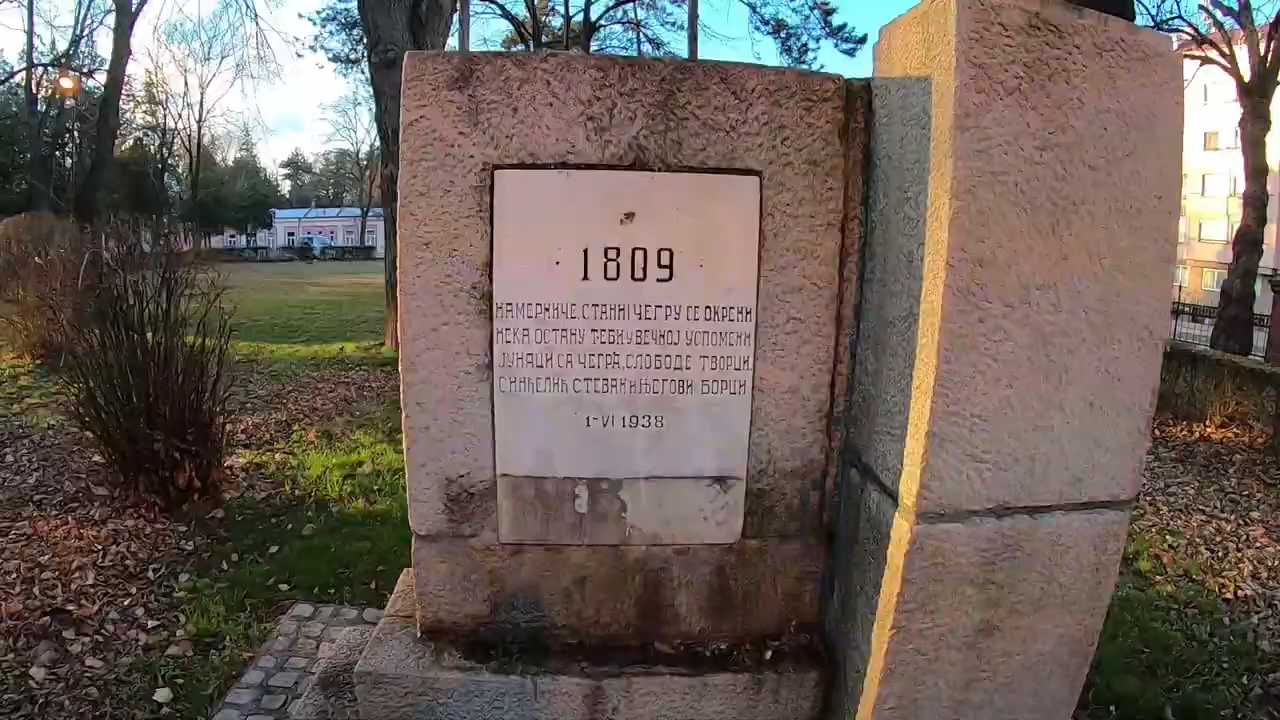 · 1809 ·
НАМЕРНИЧЕ, СТАНИ! ЧЕГРУ СЕ ОКРЕНИ
НЕКА ОСТАНУ ТЕБИ У ВЕЧНОЈ УСПОМЕНИ
ЈУНАЦИ СА ЧЕГРА, СЛОБОДЕ ТВОРЦИ,
СИНЂЕЛИЋ СТЕВАН И ЊЕГОВИ БОРЦИ
1-VI 1938